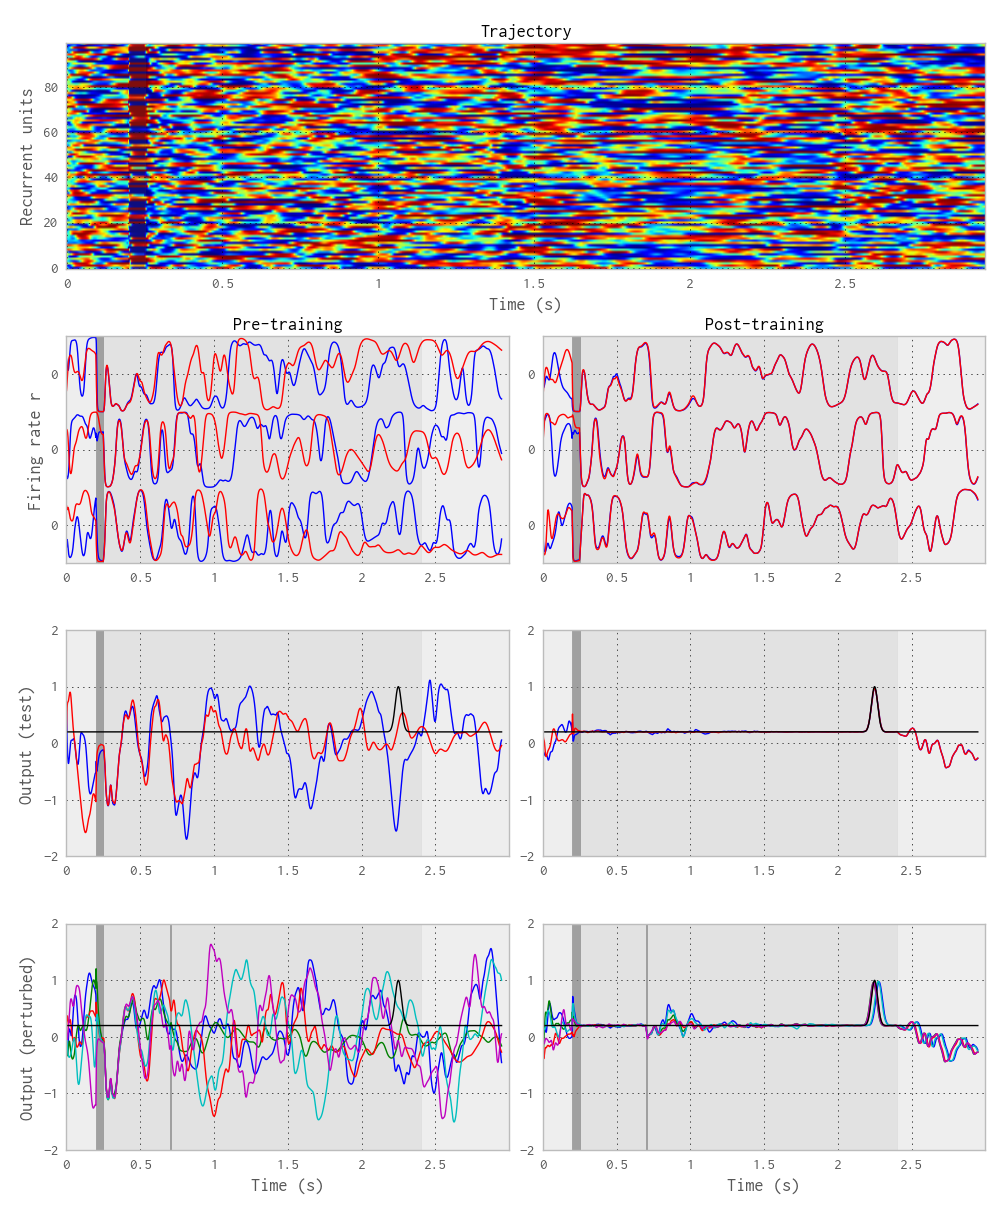 Trajectory
Recurrent units
80
60
40
20
0
0 0.5 1 1.5 2 2.5
Time (s)
Pre-training Post-training
Firing rate r
0 0
0 0
0 0
0 0.5 1 1.5 2 2.5 0 0.5 1 1.5 2 2.5
Output (test)
2 2
1 1
0 0
−1 −1
−2 −2
0 0.5 1 1.5 2 2.5 0 0.5 1 1.5 2 2.5
Output (perturbed)
2 2
1 1
0 0
−1 −1
−2 −2
0 0.5 1 1.5 2 2.5 0 0.5 1 1.5 2 2.5
Time (s) Time (s)